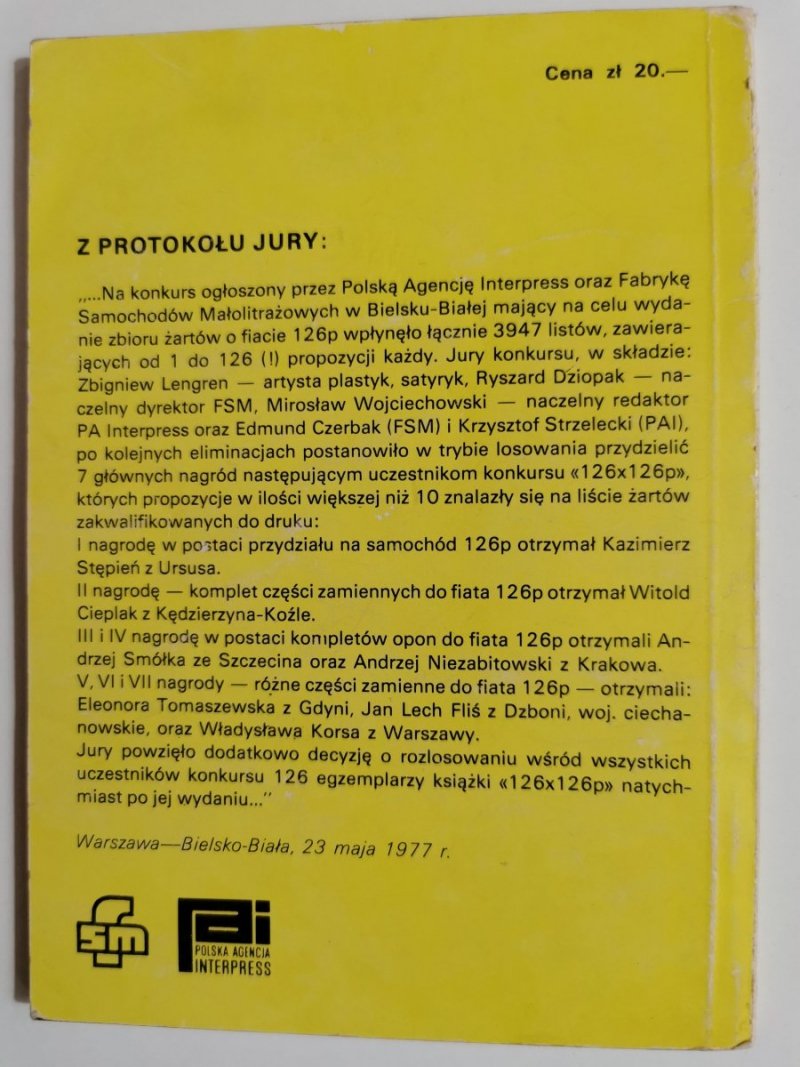 Cena zł 20.—
Z PROTOKOŁU JURY:
„...Na konkurs ogłoszony przez Polską Agencję Interpress oraz Fabrykę
Samochodów Małolitrażowych w Bielsku-Białej mający na celu wyda-
nie zbioru żartów o fiacie 126p wpłynęło łącznie 3947 listów, zawiera-
jących od 1 do 126 (!) propozycji każdy. Jury konkursu, w składzie:
Zbigniew Lengren — artysta plastyk, satyryk, Ryszard Dziopak — na-
czelny dyrektor FSM, Mirosław Wojciechowski — naczelny redaktor
PA Interpress oraz Edmund Czerbak (FSM) i Krzysztof Strzelecki (PAI),
po kolejnych eliminacjach postanowiło w trybie losowania przydzielić
7 głównych nagród następującym uczestnikom konkursu «126x126p»,
których propozycje w ilości większej niż 10 znalazły się na liście żartów
zakwalifikowanych do druku:
I nagrodę w postaci przydziału na samochód 126p otrzymał Kazimierz
Stępień z Ursusa.
II nagrodę — komplet części zamiennych do fiata 126p otrzymał Witold
Cieplak z Kędzierzyna-Koźle.
III i IV nagrodę w postaci kompletów opon do fiata 126p otrzymali An-
drzej Smółka ze Szczecina oraz Andrzej Niezabitowski z Krakowa.
V, VI i VII nagrody — różne części zamienne do fiata 126p — otrzymali:
Eleonora Tomaszewska z Gdyni, Jan Lech Fliś z Dzboni, woj. ciecha-
nowskie, oraz Władysława Korsa z Warszawy.
Jury powzięło dodatkowo decyzję o rozlosowaniu wśród wszystkich
uczestników konkursu 126 egzemplarzy książki «126x126p» natych-
miast po jej wydaniu..."
Warszawa—Bielsko-Biała, 23 maja 1977 r.
fsm
pai
POLSKA AGENCJA
INTERPRESS